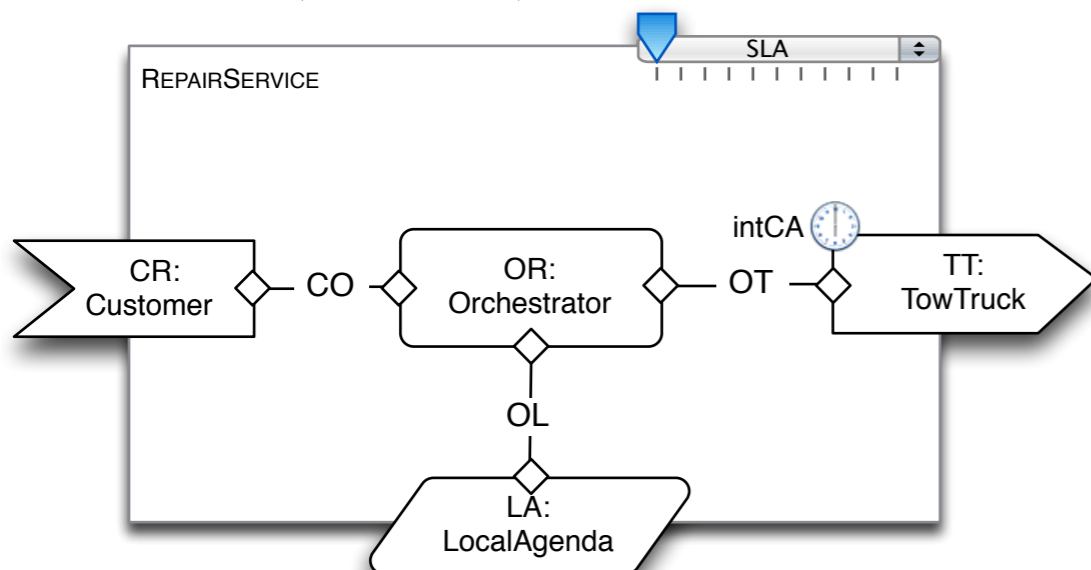 SLA
REPAIRSERVICE
intCA
CR:
Customer
CO
OR:
Orchestrator
OT
TT:
TowTruck
OL
LA:
LocalAgenda